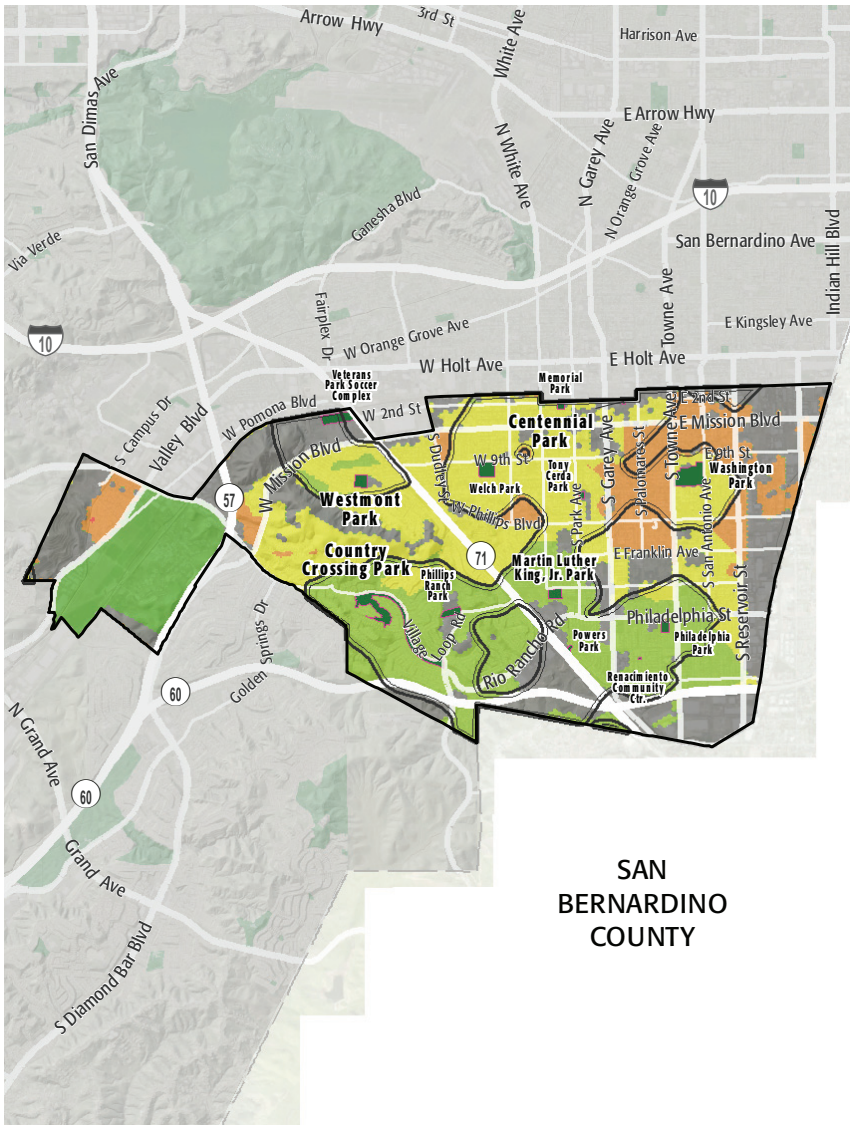 3rd St
Arrow Hwy
White Ave
Harrison Ave
San Dimas Ave
E Arrow Hwy
N White Ave
N Garey Ave
N Orange Grove Ave
10
Ganesha Blvd
Via Verde
San Bernardino Ave
Indian Hill Blvd
Towne Ave
Fairplex Dr
E Kingsley Ave
10
W Orange Grove Ave
W Holt Ave
E Holt Ave
Veterans
Park Soccer
Complex
Memorial
Park
S Campus Dr
Valley Blvd
W Pomona Blvd
W 2nd St
E 2nd St
E Mission Blvd
Centennial
Park
S Dudley St
W Mission Blvd
W 9th St
E 9th St
S Garey Ave
S Palomares St
S Towne Ave
Washington
Park
Tony
Cerda
Park
Welch Park
57
Westmont
Park
W Phillips Blvd
S Park Ave
S San Antonio Ave
Country
Crossing Park
71
E Franklin Ave
Martin Luther
King, Jr. Park
Phillips
Ranch
Park
S Reservoir St
Philadelphia St
Village
Loop Rd
Golden Springs Dr
Rio Rancho Rd
Powers
Park
Philadelphia
Park
Renacimiento
Community
Ctr.
60
N Grand Ave
60
Grand Ave
SAN
BERNARDINO
COUNTY
S Diamond Bar Blvd